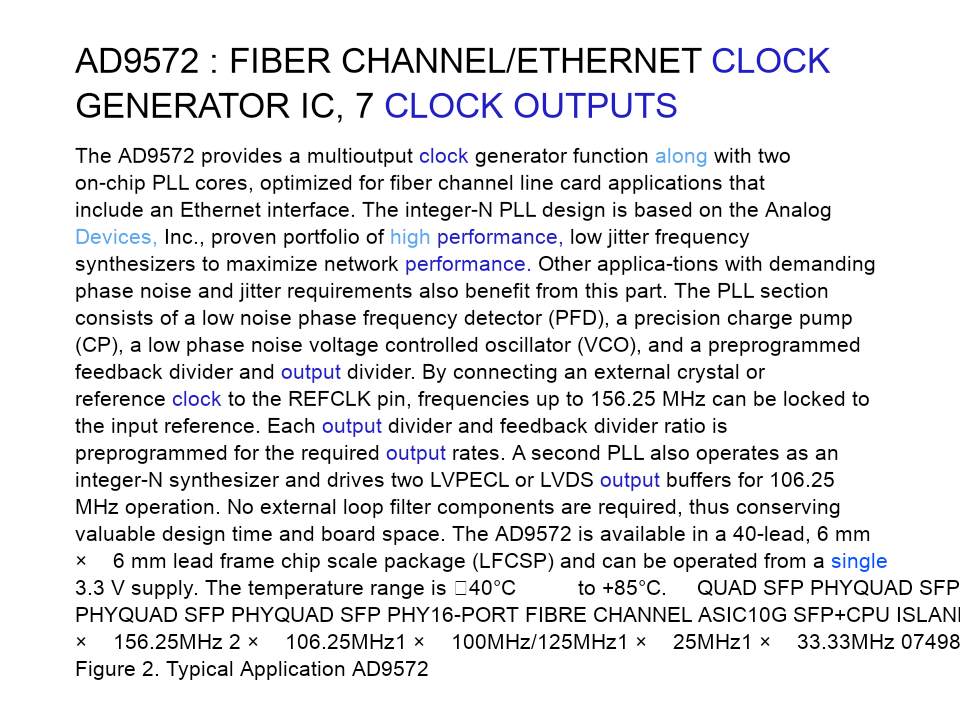 AD9572 : FIBER CHANNEL/ETHERNET CLOCK
GENERATOR IC, 7 CLOCK OUTPUTS
The AD9572 provides a multioutput clock generator function along with two
on-chip PLL cores, optimized for fiber channel line card applications that
include an Ethernet interface. The integer-N PLL design is based on the Analog
Devices, Inc., proven portfolio of high performance, low jitter frequency
synthesizers to maximize network performance. Other applica-tions with demanding
phase noise and jitter requirements also benefit from this part. The PLL section
consists of a low noise phase frequency detector (PFD), a precision charge pump
(CP), a low phase noise voltage controlled oscillator (VCO), and a preprogrammed
feedback divider and output divider. By connecting an external crystal or
reference clock to the REFCLK pin, frequencies up to 156.25 MHz can be locked to
the input reference. Each output divider and feedback divider ratio is
preprogrammed for the required output rates. A second PLL also operates as an
integer-N synthesizer and drives two LVPECL or LVDS output buffers for 106.25
MHz operation. No external loop filter components are required, thus conserving
valuable design time and board space. The AD9572 is available in a 40-lead, 6 mm
× 6 mm lead frame chip scale package (LFCSP) and can be operated from a single
3.3 V supply. The temperature range is □40°C to +85°C. QUAD SFP PHYQUAD SFP
PHYQUAD SFP PHYQUAD SFP PHY16-PORT FIBRE CHANNEL ASIC10G SFP+CPU ISLAN
× 156.25MHz 2 × 106.25MHz1 × 100MHz/125MHz1 × 25MHz1 × 33.33MHz 07498
Figure 2. Typical Application AD9572